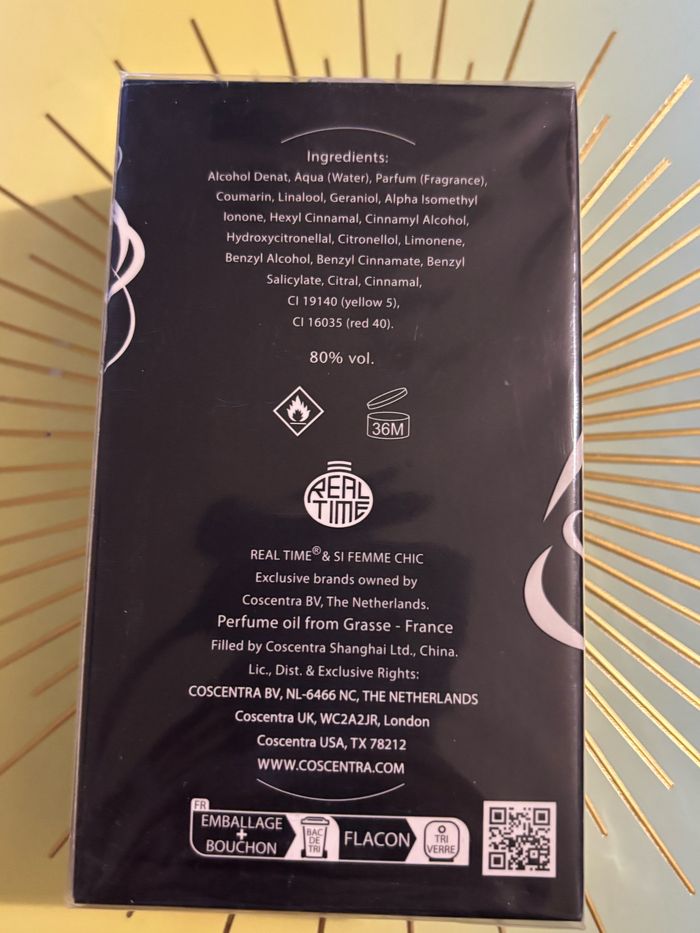 Ingredients:
Alcohol Denat, Aqua (Water), Parfum (Fragrance),
Coumarin, Linalool, Geraniol, Alpha Isomethyl
Ionone, Hexyl Cinnamal, Cinnamyl Alcohol,
Hydroxycitronellal, Citronellol, Limonene,
Benzyl Alcohol, Benzyl Cinnamate, Benzyl
Salicylate, Citral, Cinnamal,
CI 19140 (yellow 5),
CI 16035 (red 40).
80% vol.
36M
REAL
TIME
REAL TIME® & SI FEMME CHIC
Exclusive brands owned by
Coscentra BV, The Netherlands.
Perfume oil from Grasse - France
Filled by Coscentra Shanghai Ltd., China.
Lic., Dist. & Exclusive Rights:
COSCENTRA BV, NL-6466 NC, THE NETHERLANDS
Coscentra UK, WC2A2JR, London
Coscentra USA, TX 78212
WWW.COSCENTRA.COM
FR
EMBALLAGE
+
BOUCHON
BAC
DE
TRI
FLACON
TRI
VERRE